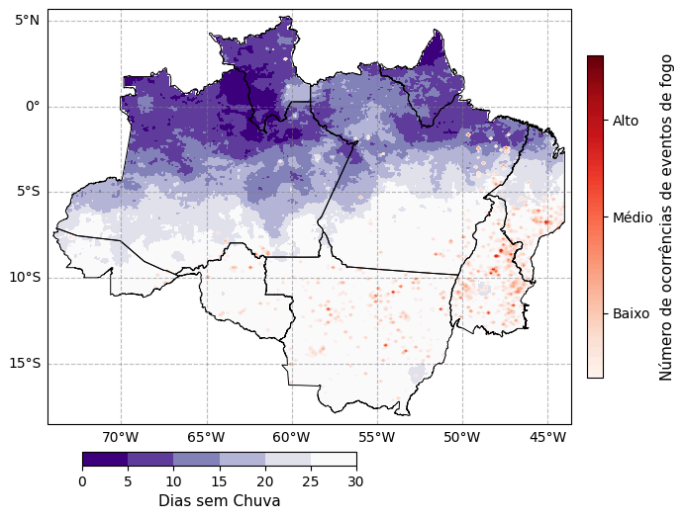 5°N
0°
5°S
10°S
15°S
70°W 65°W 60°W 55°W 50°W 45°W
Alto
Médio
Baixo
Número de ocorrências de eventos de fogo
0 5 10 15 20 25 30
Dias sem Chuva